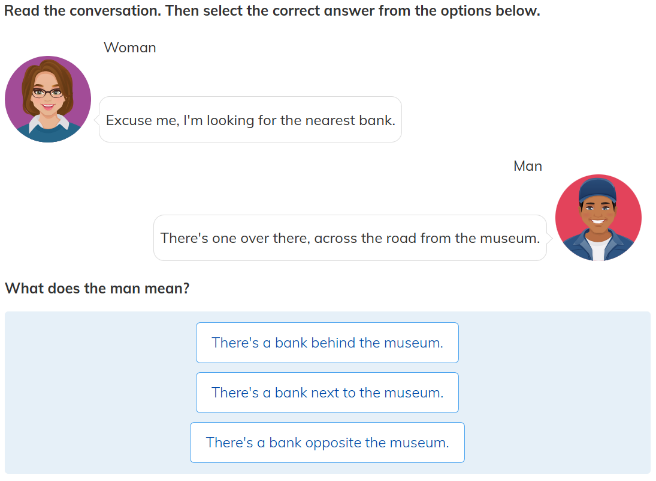 Read the conversation. Then select the correct answer from the options below.
Woman
Excuse me, I'm looking for the nearest bank.
Man
There's one over there, across the road from the museum.
What does the man mean?
There's a bank behind the museum.
There's a bank next to the museum.
There's a bank opposite the museum.